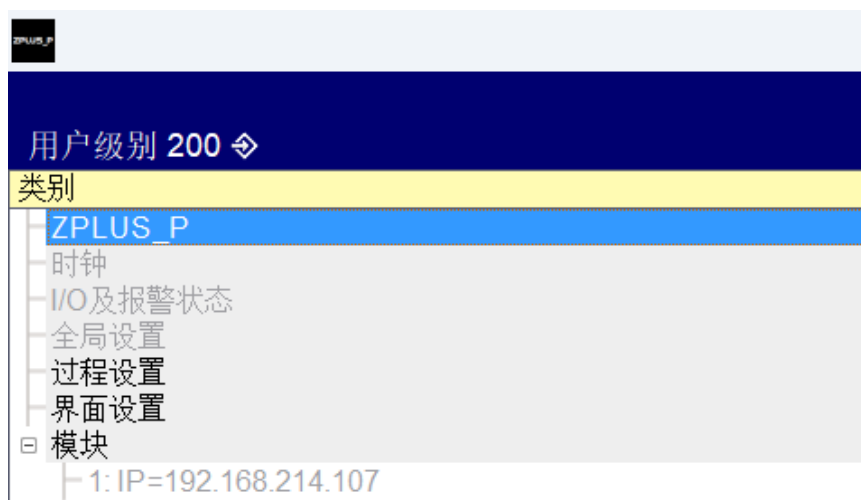 ZPLUS_P
用户级别 200
类别
ZPLUS_P
时钟
I/O及报警状态
全局设置
过程设置
界面设置
模块
1: IP=192.168.214.107